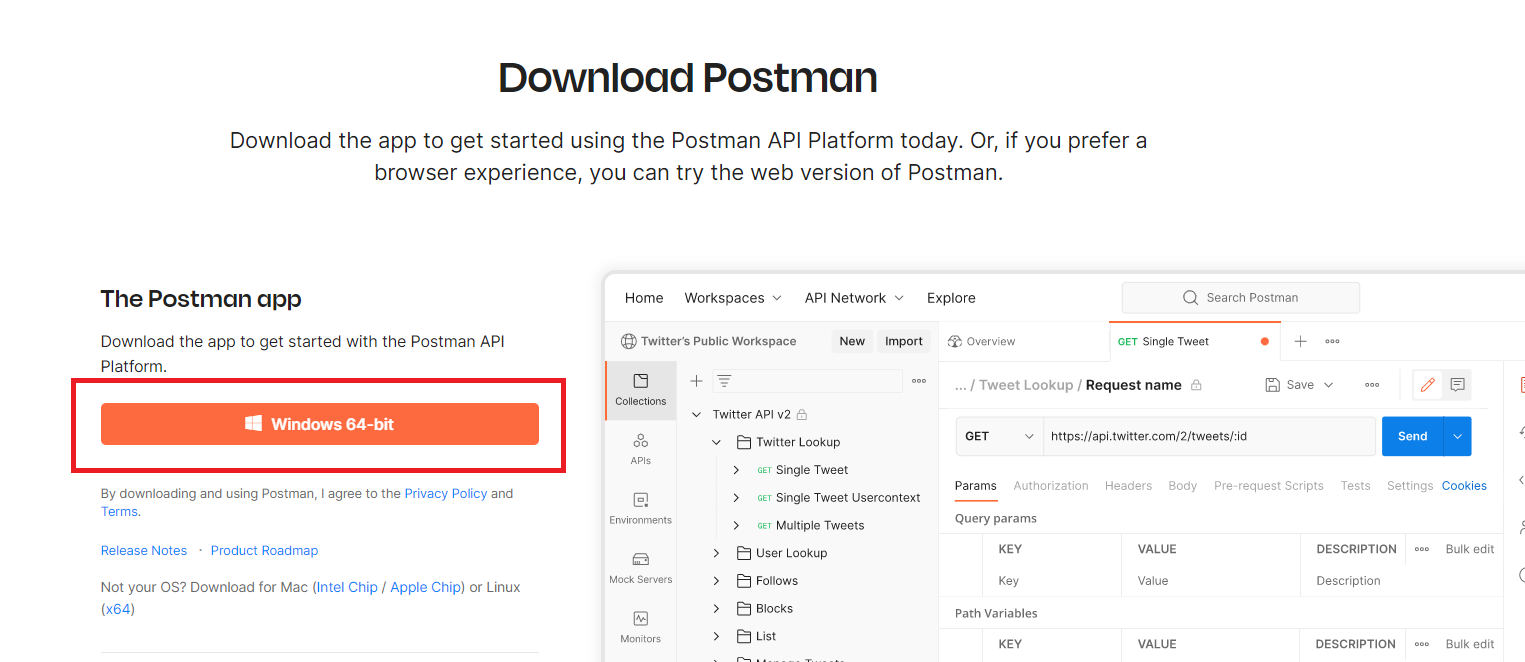 Download Postman
Download the app to get started using the Postman API Platform today. Or, if you prefer a
browser experience, you can try the web version of Postman.
The Postman app
Download the app to get started with the Postman API
Platform.
Windows 64-bit
By downloading and using Postman, I agree to the Privacy Policy and
Terms.
Release Notes · Product Roadmap
Not your OS? Download for Mac (Intel Chip / Apple Chip) or Linux
(x64)
Home Workspaces API Network Explore Search Postman
Twitter's Public Workspace New Import
Overview GET Single Tweet
Collections
APIs
Environments
Mock Servers
Monitors
Twitter API v2
Twitter Lookup
GET Single Tweet
GET Single Tweet Usercontext
GET Multiple Tweets
User Lookup
Follows
Blocks
List
Manage Tweets
... / Tweet Lookup / Request name Save
GET https://api.twitter.com/2/tweets/:id Send
Params Authorization Headers Body Pre-request Scripts Tests Settings Cookies
Query params
KEY VALUE DESCRIPTION Bulk edit
Key Value Description
Path Variables
KEY VALUE DESCRIPTION Bulk edit